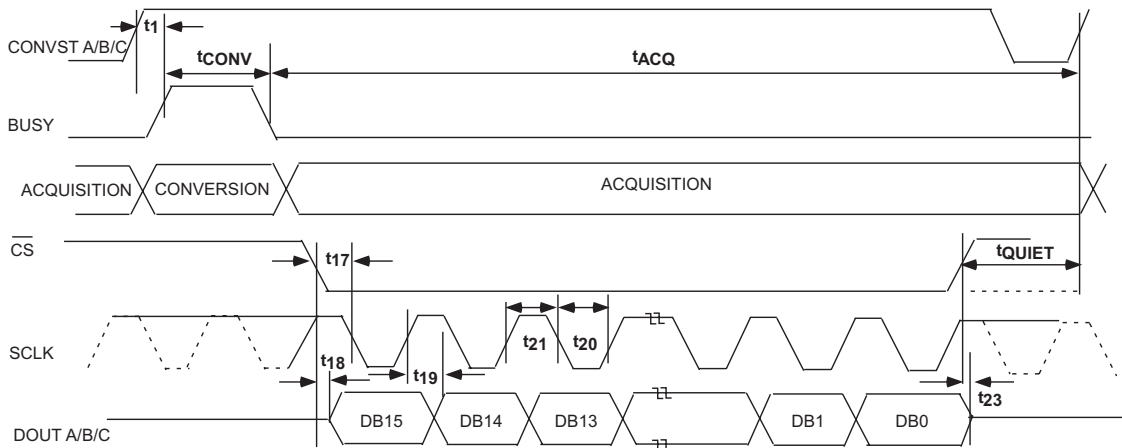 CONVST A/B/C
t1
tCONV
tACQ
BUSY
ACQUISITION
CONVERSION
ACQUISITION
CS
t17
tQUIET
SCLK
t18
t19
t21
t20
t23
DOUT A/B/C
DB15
DB14
DB13
DB1
DB0